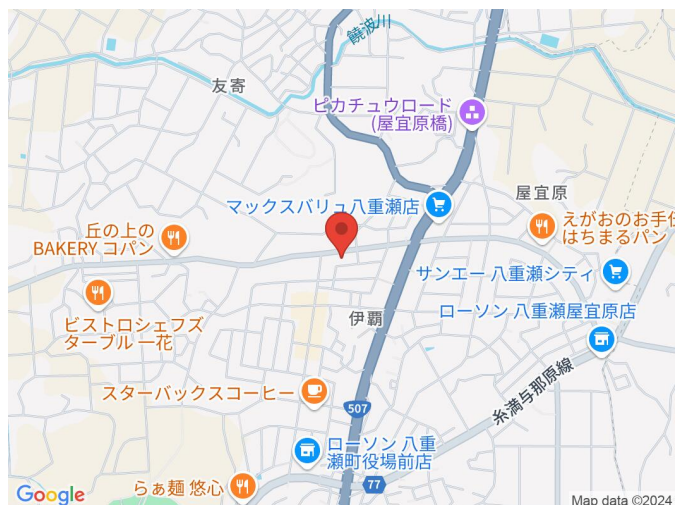 饒波川
友寄
ピカチュウロード
(屋宜原橋)
マックスバリュ八重瀬店
屋宜原
丘の上の
BAKERY コパン
えがおのお手伝
はちまるパン
サンエー 八重瀬シティ
ビストロシェフズ
ターブル 一花
伊覇
ローソン 八重瀬屋宜原店
スターバックスコーヒー
507
糸満与那原線
ローソン 八重
瀬町役場前店
77
らぁ麺 悠心
Google
Map data ©2024